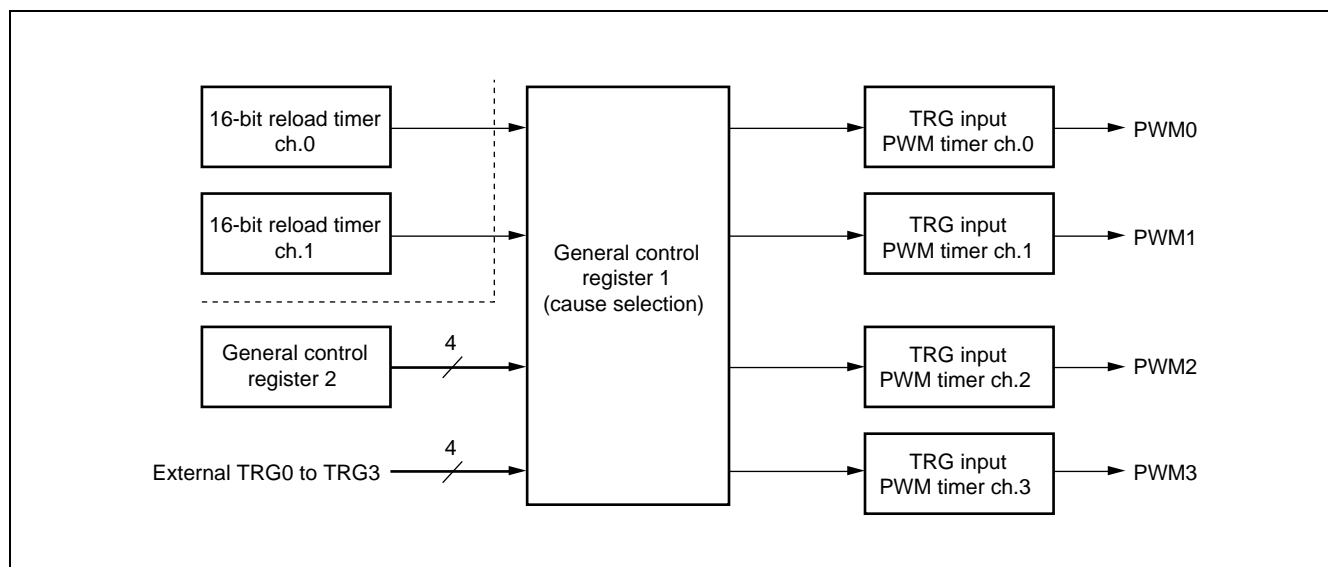 16-bit reload timer
ch.0
16-bit reload timer
ch.1
General control
register 2
4
External TRG0 to TRG3
4
General control
register 1
(cause selection)
TRG input
PWM timer ch.0
PWM0
TRG input
PWM timer ch.1
PWM1
TRG input
PWM timer ch.2
PWM2
TRG input
PWM timer ch.3
PWM3